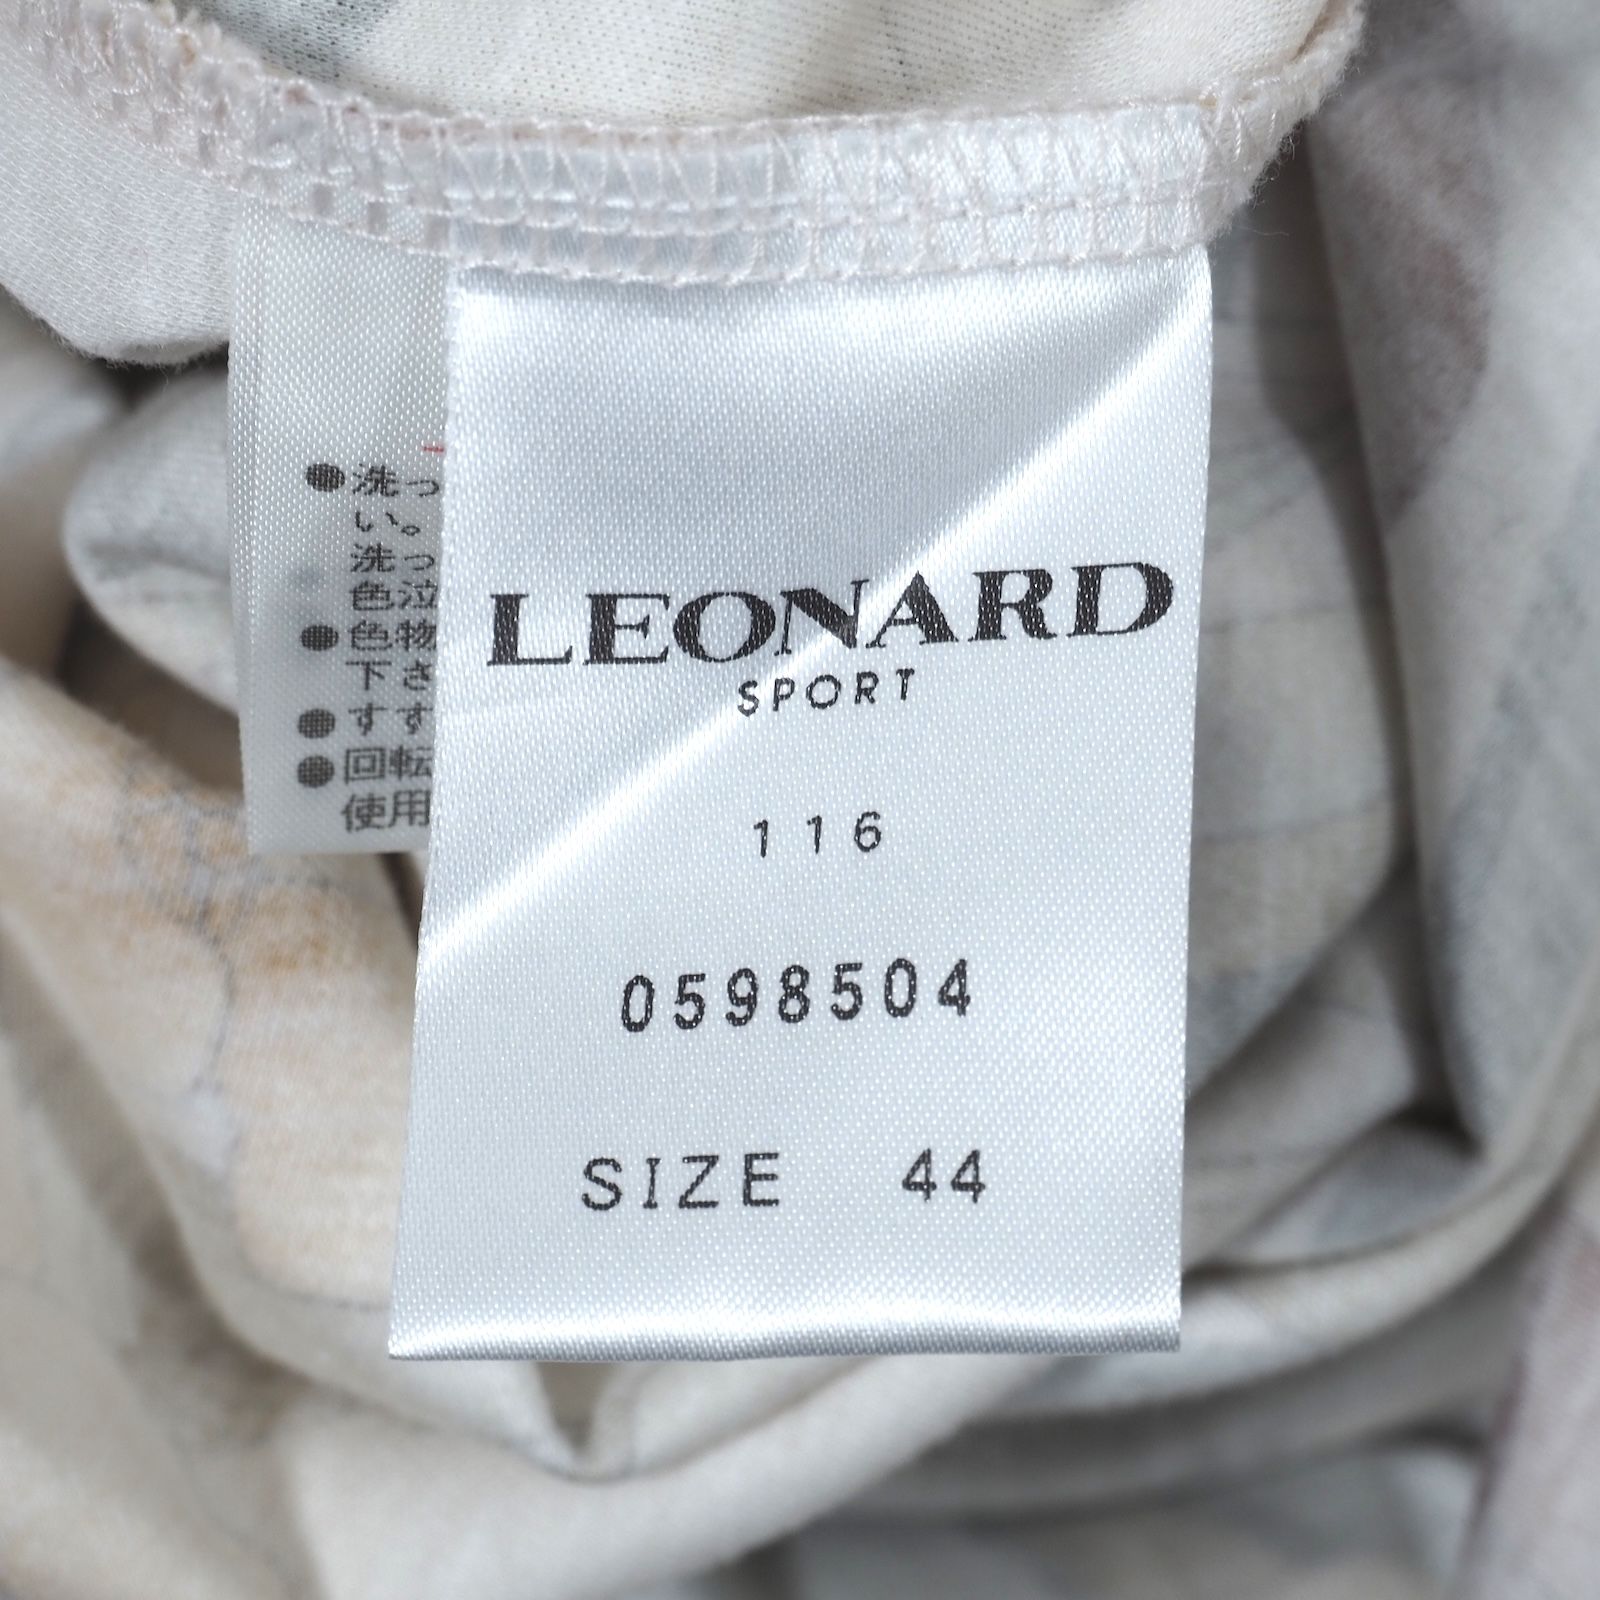 ●洗っ
い。
洗っ
色泣
●色物
下さ
●すす
●回転
使用
LEONARD
SPORT
116
0598504
SIZE 44